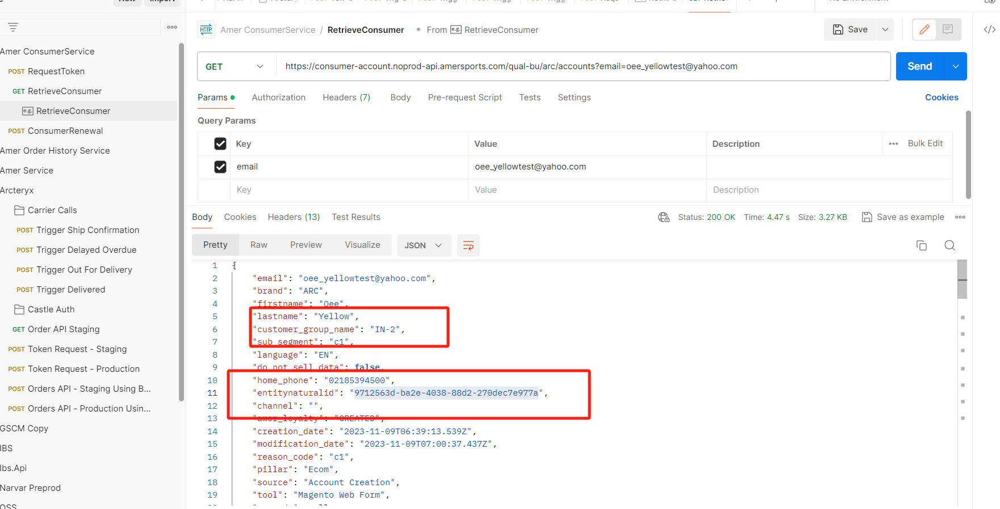 New
Import
Amer ConsumerService
POST RequestToken
GET RetrieveConsumer
e.g. RetrieveConsumer
POST ConsumerRenewal
Amer Order History Service
Amer Service
Arcteryx
Carrier Calls
POST Trigger Ship Confirmation
POST Trigger Delayed Overdue
POST Trigger Out For Delivery
POST Trigger Delivered
Castle Auth
GET Order API Staging
POST Token Request - Staging
POST Token Request - Production
POST Orders API - Staging Using B...
POST Orders API - Production Usin...
GSCM Copy
IBS
Ibs.Api
Narvar Preprod
OSS
HTTP Amer ConsumerService / RetrieveConsumer • From e.g. RetrieveConsumer
Save
GET https://consumer-account.noprod-api.amersports.com/qual-bu/arc/accounts?email=oee_yellowtest@yahoo.com
Send
Params Authorization Headers (7) Body Pre-request Script Tests Settings
Cookies
Query Params
Key Value Description Bulk Edit
email oee_yellowtest@yahoo.com
Key Value Description
Body Cookies Headers (13) Test Results
Status: 200 OK Time: 4.47 s Size: 3.27 KB Save as example
Pretty Raw Preview Visualize JSON
1 {
2 "email": "oee_yellowtest@yahoo.com",
3 "brand": "ARC",
4 "firstname": "Oee",
5 "lastname": "Yellow",
6 "customer_group_name": "IN-2",
7 "sub_segment": "c1",
8 "language": "EN",
9 "do_not_sell_data": false,
10 "home_phone": "02185394500",
11 "entitynaturalid": "9712563d-ba2e-4038-88d2-270dec7e977a",
12 "channel": "",
13 "amer_loyalty": "CREATED",
14 "creation_date": "2023-11-09T06:39:13.539Z",
15 "modification_date": "2023-11-09T07:00:37.437Z",
16 "reason_code": "c1",
17 "pillar": "Ecom",
18 "source": "Account Creation",
19 "tool": "Magento Web Form",